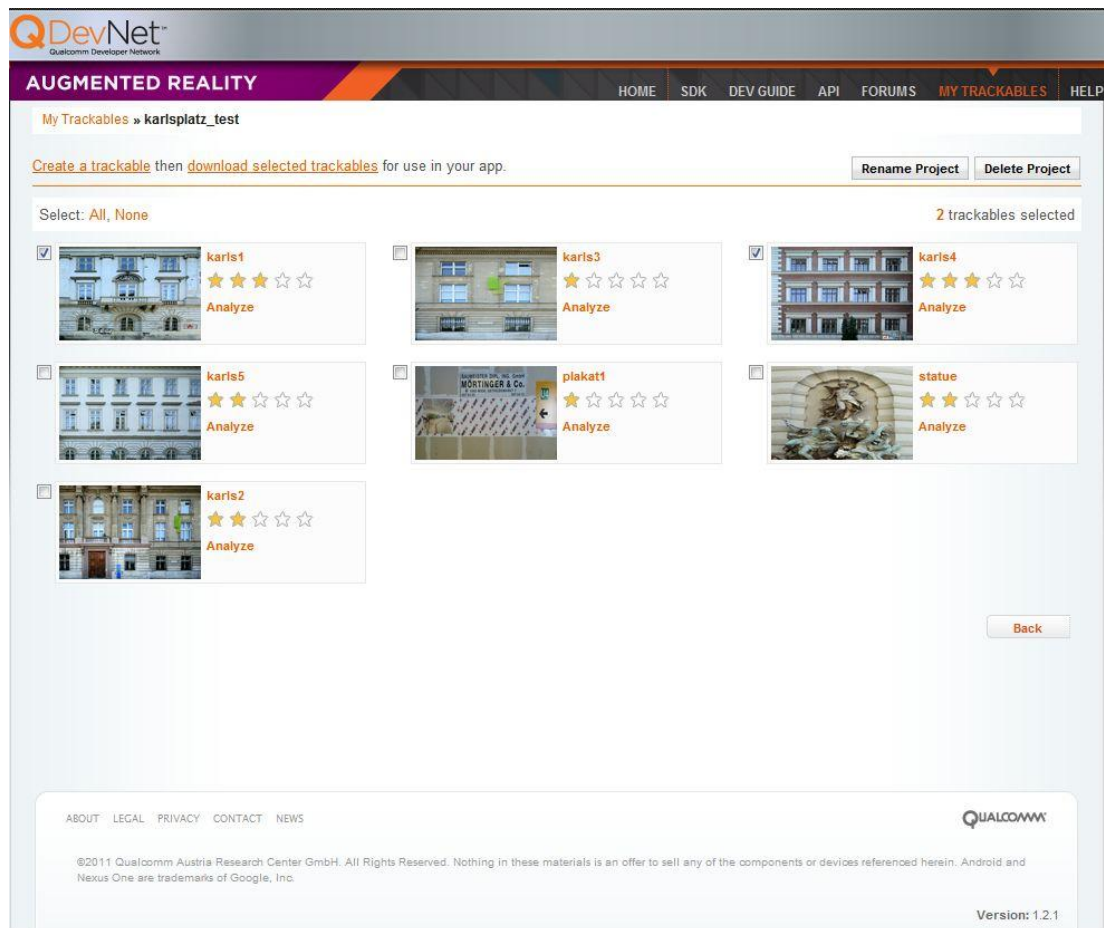 QDevNet™
Qualcomm Developer Network
AUGMENTED REALITY
HOME SDK DEV GUIDE API FORUMS MY TRACKABLES HELP
My Trackables » karlsplatz_test
Create a trackable then download selected trackables for use in your app.
Rename Project Delete Project
Select: All, None
2 trackables selected
karls1
Analyze
karls3
Analyze
karls4
Analyze
karls5
Analyze
MÖRTINGER & Co.
plakat1
Analyze
statue
Analyze
karls2
Analyze
Back
ABOUT LEGAL PRIVACY CONTACT NEWS
QUALCOMM
©2011 Qualcomm Austria Research Center GmbH. All Rights Reserved. Nothing in these materials is an offer to sell any of the components or devices referenced herein. Android and
Nexus One are trademarks of Google, Inc.
Version: 1.2.1